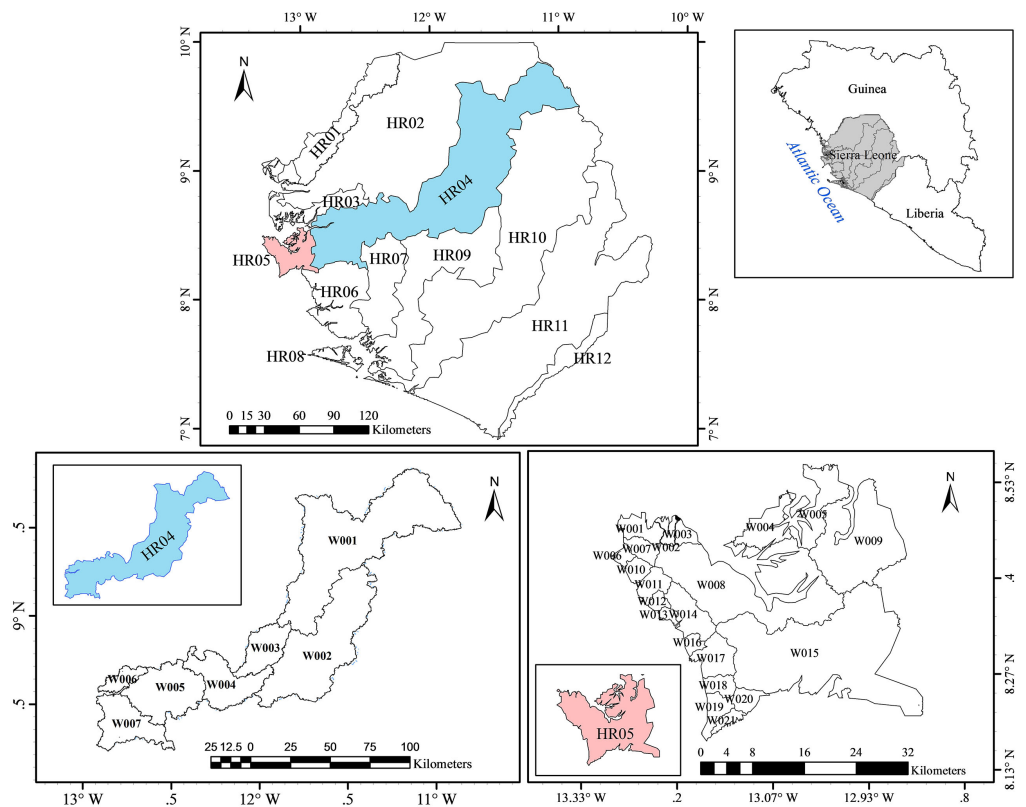 13° W
12° W
11° W
10° W
10° N
9° N
8° N
7° N
N
HR01
HR02
HR03
HR04
HR05
HR06
HR07
HR08
HR09
HR10
HR11
HR12
0 15 30 60 90 120
Kilometers
Guinea
Sierra Leone
Liberia
Atlantic Ocean
HR04
N
W001
W002
W003
W004
W005
W006
W007
25 12.5 0 25 50 75 100
Kilometers
.5
9° N
.5
13° W
.5
12° W
.5
11° W
N
W001
W002
W003
W004
W005
W006
W007
W008
W009
W010
W011
W012
W013
W014
W015
W016
W017
W018
W019
W020
W021
HR05
0 4 8 16 24 32
Kilometers
8.53° N
.4
8.27° N
8.13° N
13.33° W
.2
13.07° W
12.93° W
.8